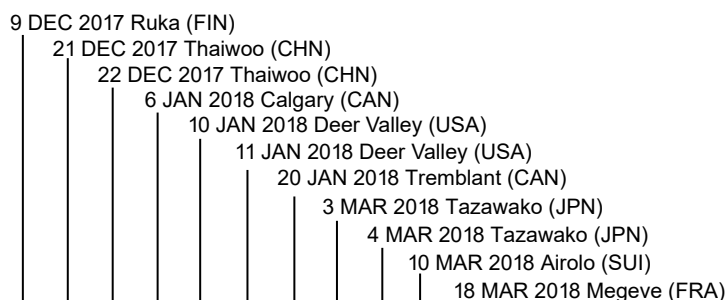 9 DEC 2017 Ruka (FIN)
21 DEC 2017 Thaiwoo (CHN)
22 DEC 2017 Thaiwoo (CHN)
6 JAN 2018 Calgary (CAN)
10 JAN 2018 Deer Valley (USA)
11 JAN 2018 Deer Valley (USA)
20 JAN 2018 Tremblant (CAN)
3 MAR 2018 Tazawako (JPN)
4 MAR 2018 Tazawako (JPN)
10 MAR 2018 Airolo (SUI)
18 MAR 2018 Megeve (FRA)